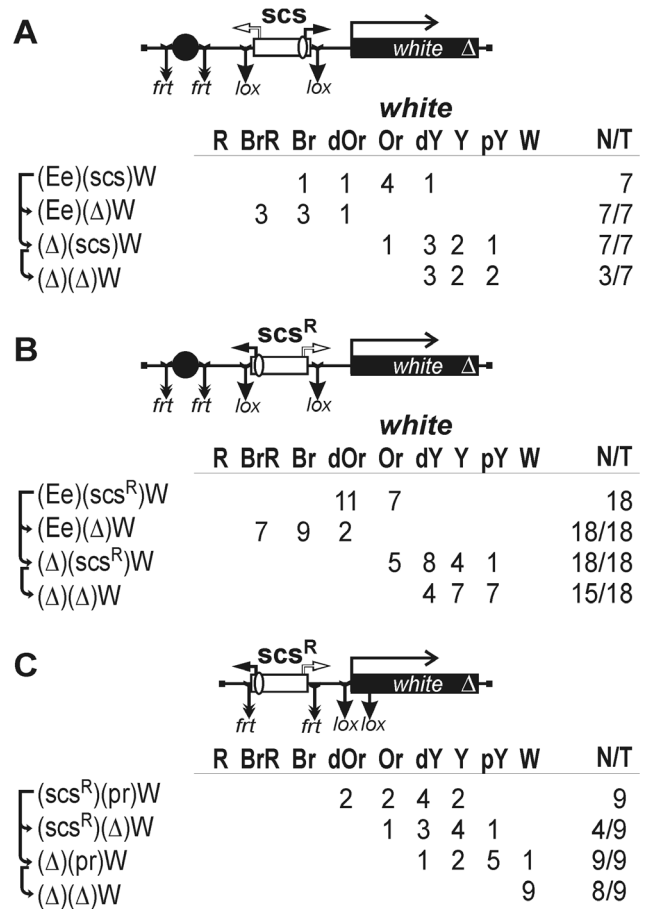 A
scs
white Δ
frt frt lox lox
white
R BrR Br dOr Or dY Y pY W N/T
(Ee)(scs)W 1 1 4 1 7
(Ee)(Δ)W 3 3 1 7/7
(Δ)(scs)W 1 3 2 1 7/7
(Δ)(Δ)W 3 2 2 3/7
B
scsᴿ
white Δ
frt frt lox lox
white
R BrR Br dOr Or dY Y pY W N/T
(Ee)(scsᴿ)W 11 7 18
(Ee)(Δ)W 7 9 2 18/18
(Δ)(scsᴿ)W 5 8 4 1 18/18
(Δ)(Δ)W 4 7 7 15/18
C
scsᴿ
white Δ
frt frt lox lox
R BrR Br dOr Or dY Y pY W N/T
(scsᴿ)(pr)W 2 2 4 2 9
(scsᴿ)(Δ)W 1 3 4 1 4/9
(Δ)(pr)W 1 2 5 1 9/9
(Δ)(Δ)W 9 8/9